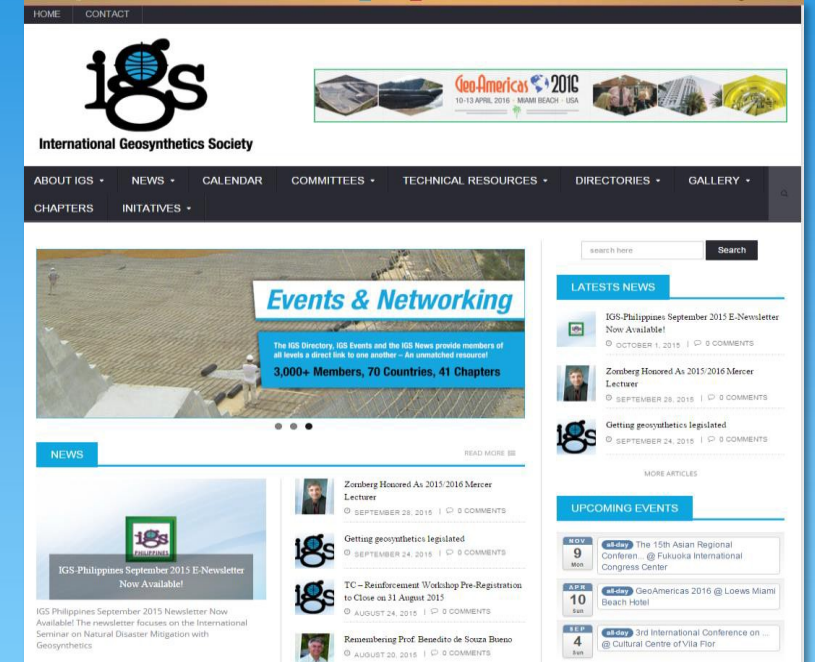 HOME
CONTACT
igs
International Geosynthetics Society
GeoAmericas 2016
10-13 APRIL, 2016 · MIAMI BEACH · USA
ABOUT IGS
NEWS
CALENDAR
COMMITTEES
TECHNICAL RESOURCES
DIRECTORIES
GALLERY
CHAPTERS
INITATIVES
Events & Networking
The IGS Directory, IGS Events and the IGS News provide members of
all levels a direct link to one another – An unmatched resource!
3,000+ Members, 70 Countries, 41 Chapters
NEWS
READ MORE
igs
PHILIPPINES
IGS-Philippines September 2015 E-Newsletter
Now Available!
IGS Philippines September 2015 Newsletter Now
Available! The newsletter focuses on the International
Seminar on Natural Disaster Mitigation with
Geosynthetics
Zornberg Honored As 2015/2016 Mercer
Lecturer
SEPTEMBER 28, 2015 | 0 COMMENTS
igs
Getting geosynthetics legislated
SEPTEMBER 24, 2015 | 0 COMMENTS
igs
TC – Reinforcement Workshop Pre-Registration
to Close on 31 August 2015
AUGUST 24, 2015 | 0 COMMENTS
Remembering Prof. Benedito de Souza Bueno
AUGUST 20, 2015 | 0 COMMENTS
search here
Search
LATESTS NEWS
IGS-Philippines September 2015 E-Newsletter
Now Available!
OCTOBER 1, 2015 | 0 COMMENTS
Zornberg Honored As 2015/2016 Mercer
Lecturer
SEPTEMBER 28, 2015 | 0 COMMENTS
igs
Getting geosynthetics legislated
SEPTEMBER 24, 2015 | 0 COMMENTS
MORE ARTICLES
UPCOMING EVENTS
NOV
9
Mon
all-day The 15th Asian Regional
Conferen... @ Fukuoka International
Congress Center
APR
10
Sun
all-day GeoAmericas 2016 @ Loews Miami
Beach Hotel
SEP
4
Sun
all-day 3rd International Conference on ...
@ Cultural Centre of Vila Flor